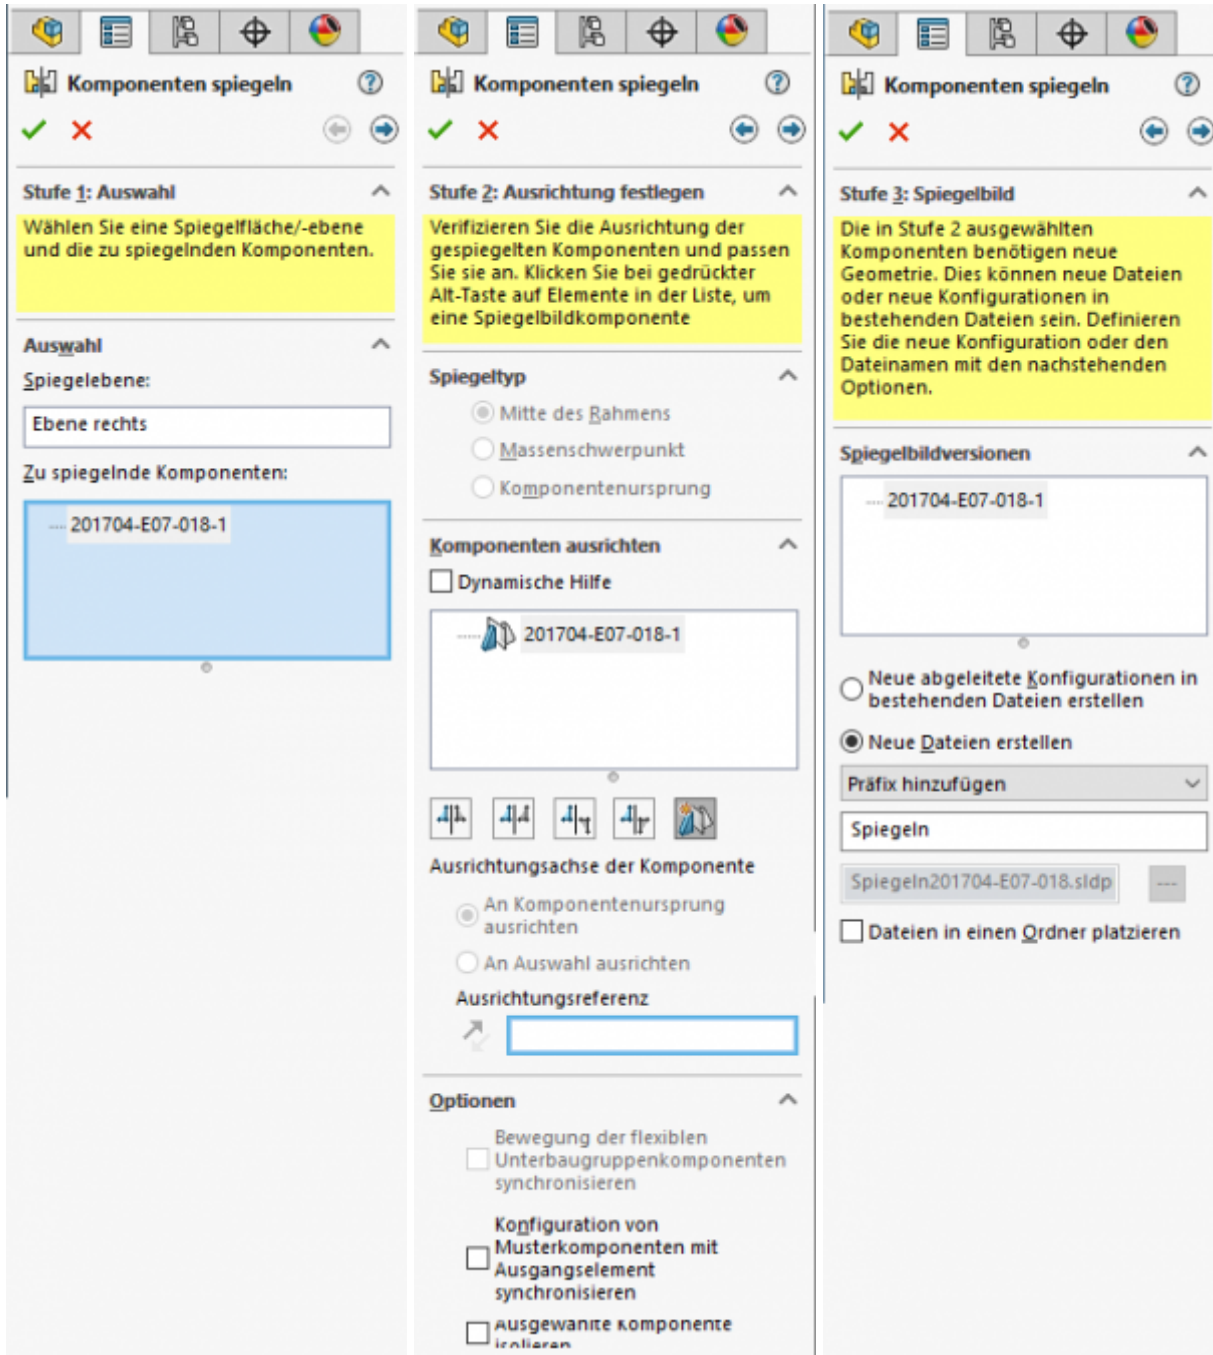 Komponenten spiegeln
Stufe 1: Auswahl
Wählen Sie eine Spiegelfläche/-ebene
und die zu spiegelnden Komponenten.
Auswahl
Spiegelebene:
Ebene rechts
Zu spiegelnde Komponenten:
201704-E07-018-1
Komponenten spiegeln
Stufe 2: Ausrichtung festlegen
Verifizieren Sie die Ausrichtung der
gespiegelten Komponenten und passen
Sie sie an. Klicken Sie bei gedrückter
Alt-Taste auf Elemente in der Liste, um
eine Spiegelbildkomponente
Spiegeltyp
Mitte des Rahmens
Massenschwerpunkt
Komponentenursprung
Komponenten ausrichten
Dynamische Hilfe
201704-E07-018-1
Ausrichtungsachse der Komponente
An Komponentenursprung
ausrichten
An Auswahl ausrichten
Ausrichtungsreferenz
Optionen
Bewegung der flexiblen
Unterbaugruppenkomponenten
synchronisieren
Konfiguration von
Musterkomponenten mit
Ausgangselement
synchronisieren
Ausgewählte Komponente
isolieren
Komponenten spiegeln
Stufe 3: Spiegelbild
Die in Stufe 2 ausgewählten
Komponenten benötigen neue
Geometrie. Dies können neue Dateien
oder neue Konfigurationen in
bestehenden Dateien sein. Definieren
Sie die neue Konfiguration oder den
Dateinamen mit den nachstehenden
Optionen.
Spiegelbildversionen
201704-E07-018-1
Neue abgeleitete Konfigurationen in
bestehenden Dateien erstellen
Neue Dateien erstellen
Präfix hinzufügen
Spiegeln
Spiegeln201704-E07-018.sldp
---
Dateien in einen Ordner platzieren